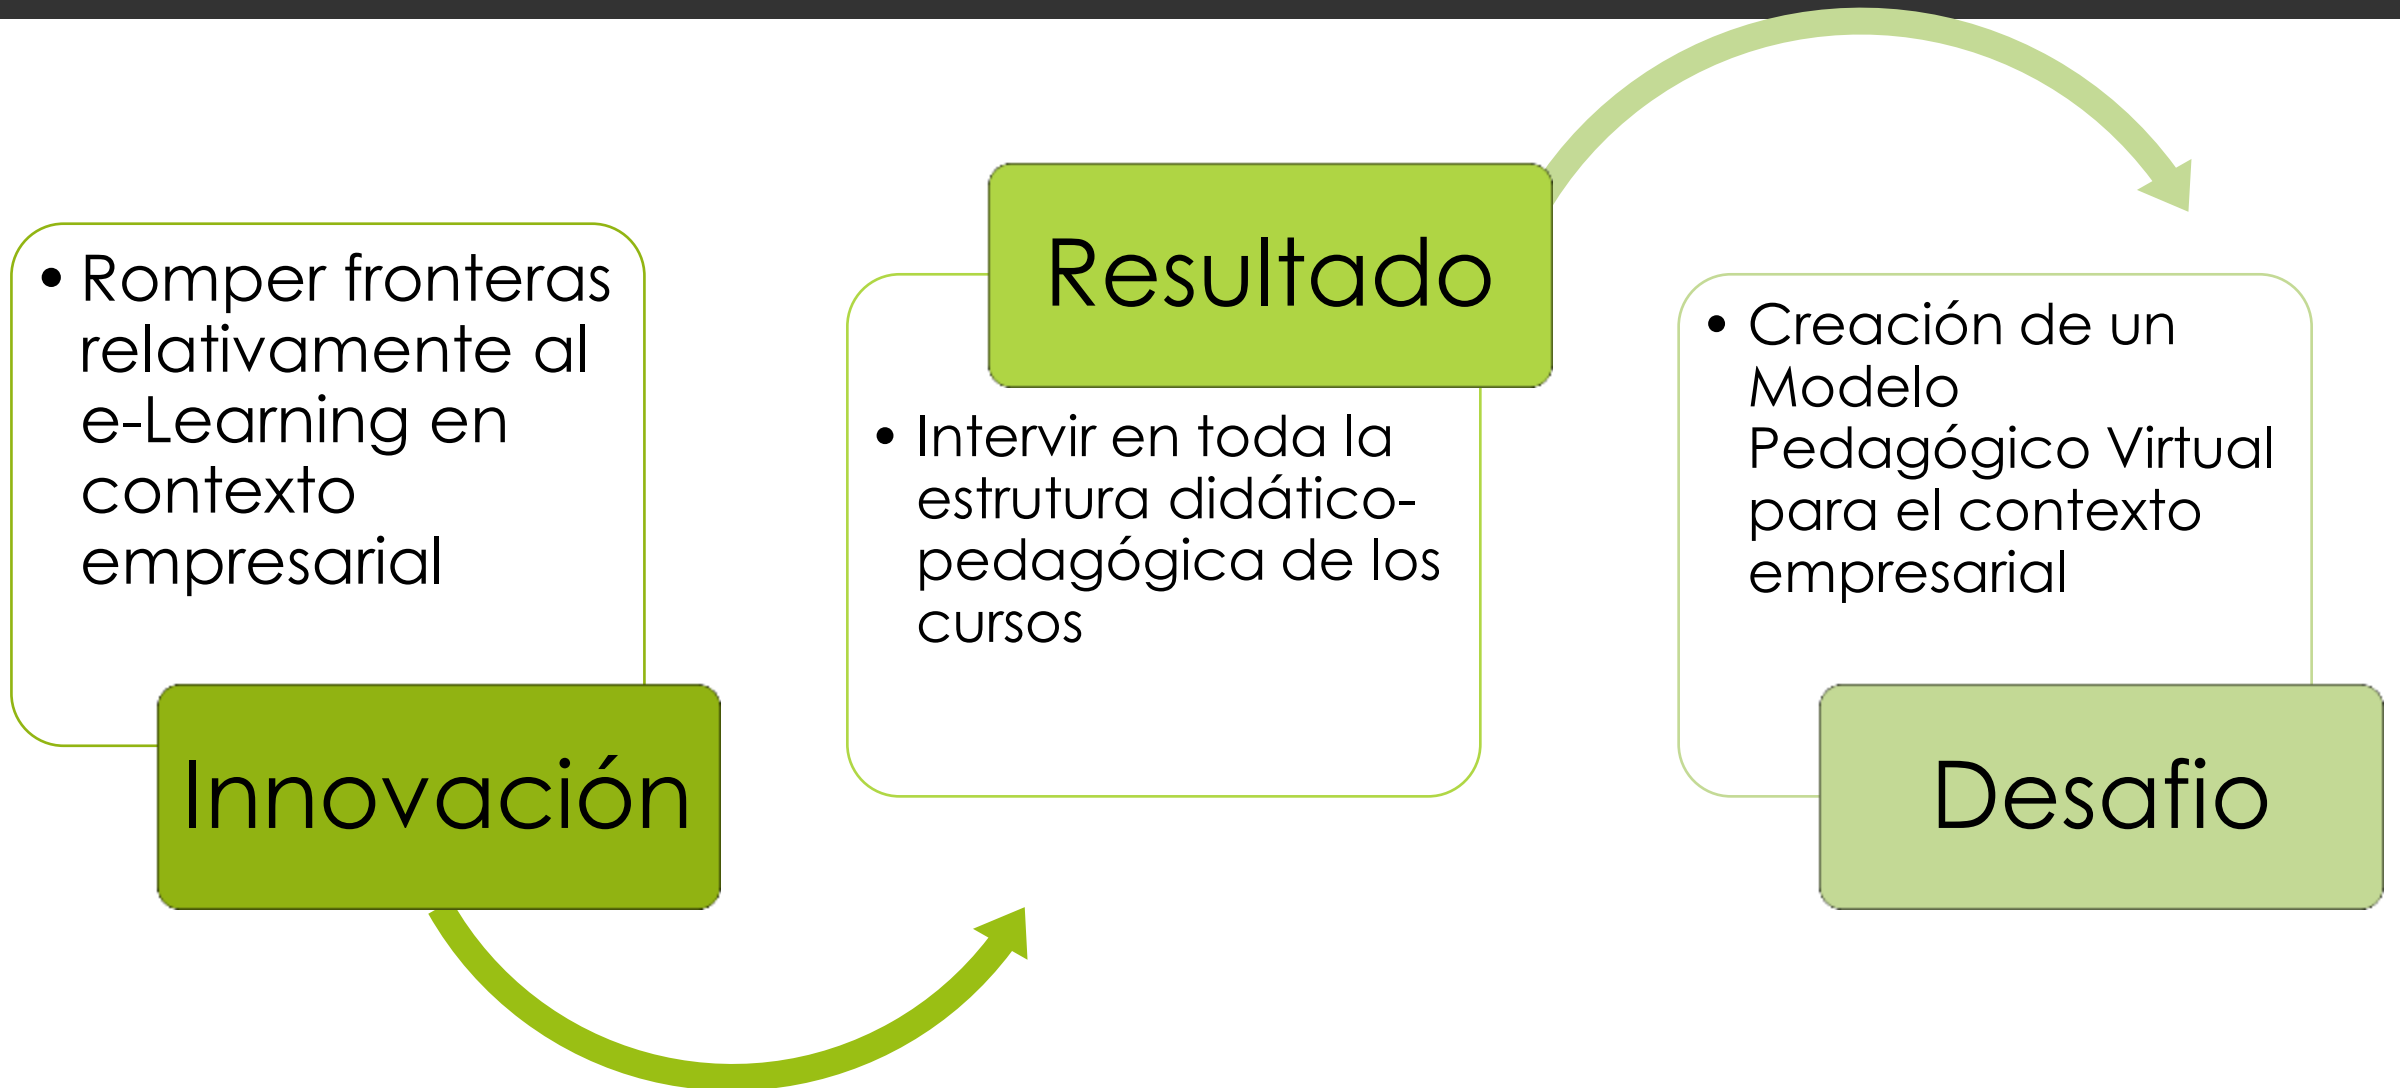 • Romper fronteras
relativamente al
e-Learning en
contexto
empresarial
Innovación
Resultado
• Intervir en toda la
estrutura didático-
pedagógica de los
cursos
• Creación de un
Modelo
Pedagógico Virtual
para el contexto
empresarial
Desafio